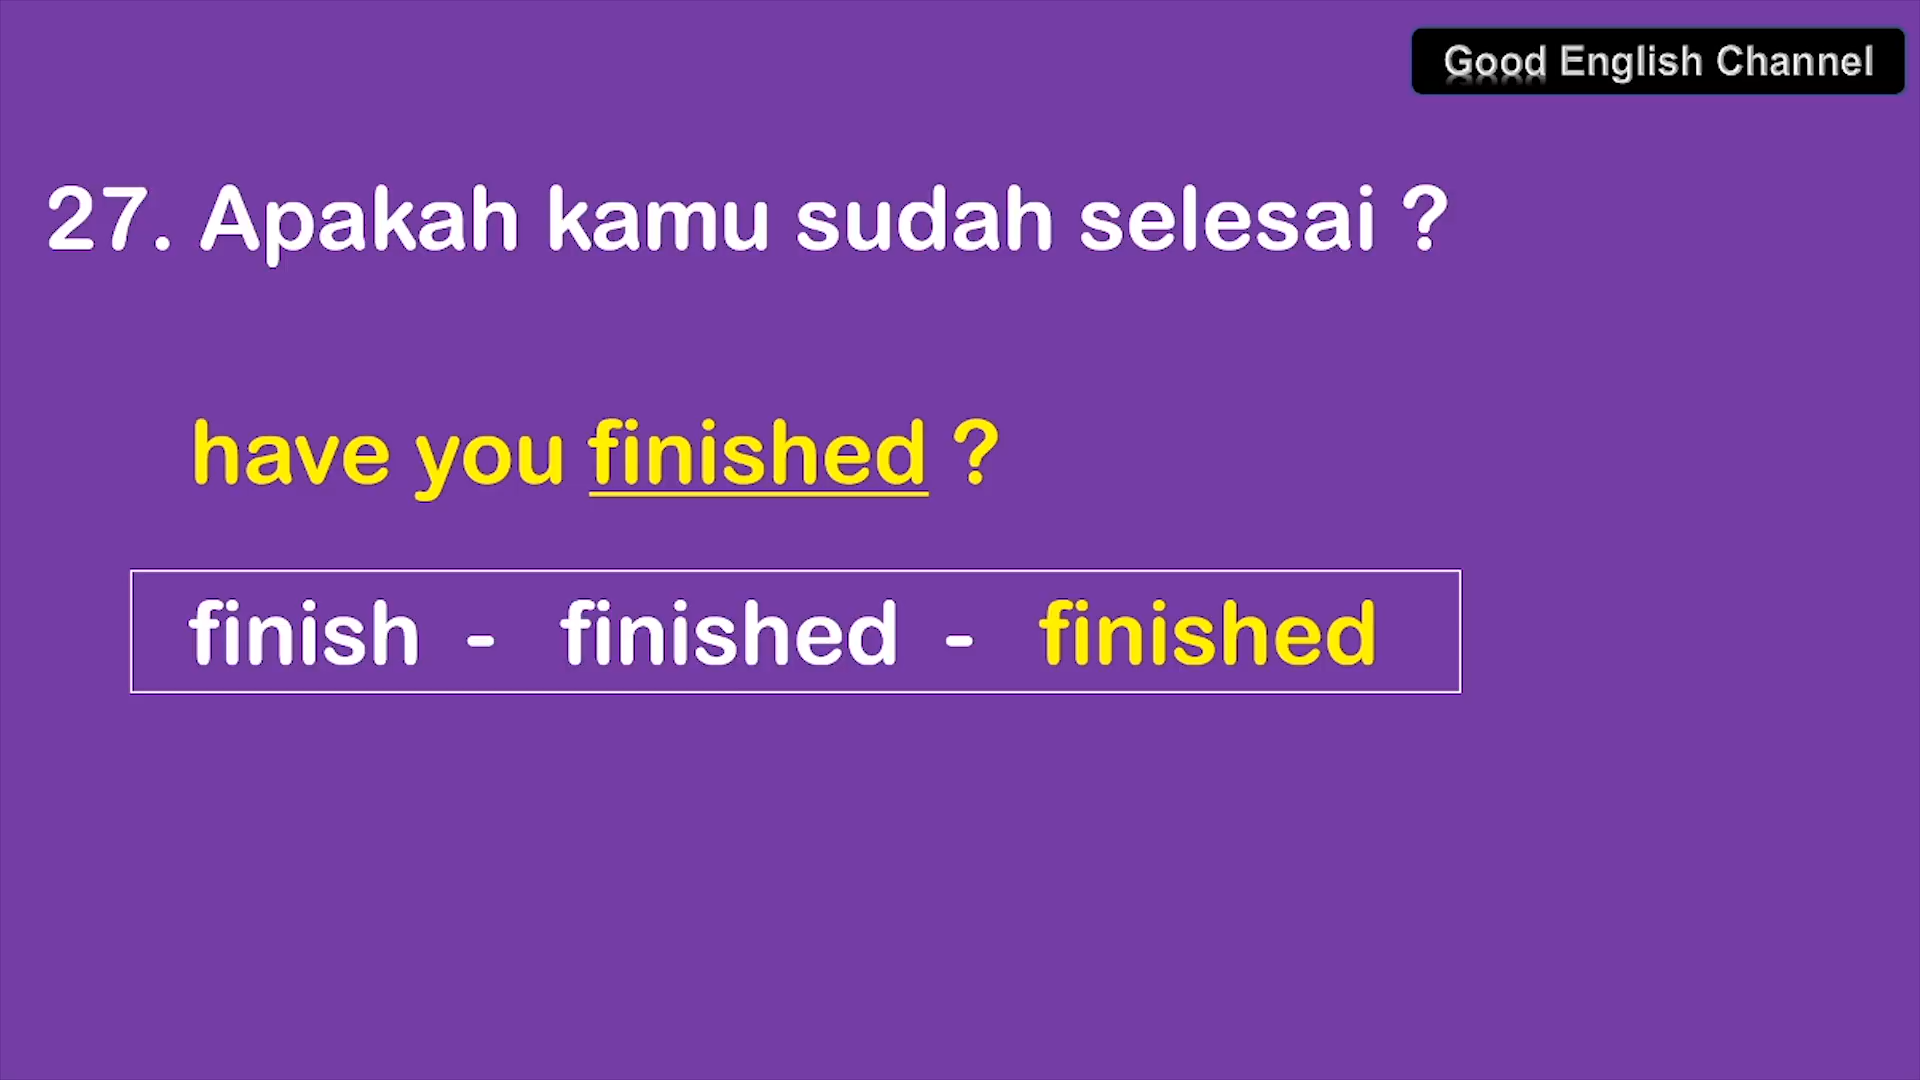 Good English Channel
27. Apakah kamu sudah selesai ?
have you finished ?
finish - finished - finished